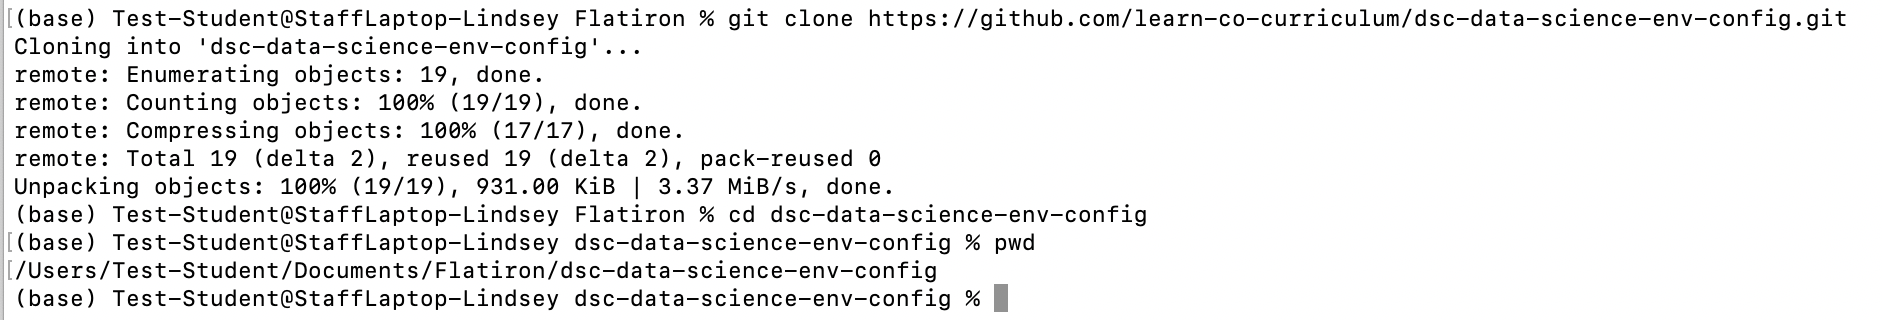 [(base) Test-Student@StaffLaptop-Lindsey Flatiron % git clone https://github.com/learn-co-curriculum/dsc-data-science-env-config.git
Cloning into 'dsc-data-science-env-config'...
remote: Enumerating objects: 19, done.
remote: Counting objects: 100% (19/19), done.
remote: Compressing objects: 100% (17/17), done.
remote: Total 19 (delta 2), reused 19 (delta 2), pack-reused 0
Unpacking objects: 100% (19/19), 931.00 KiB | 3.37 MiB/s, done.
(base) Test-Student@StaffLaptop-Lindsey Flatiron % cd dsc-data-science-env-config
[(base) Test-Student@StaffLaptop-Lindsey dsc-data-science-env-config % pwd
[/Users/Test-Student/Documents/Flatiron/dsc-data-science-env-config
(base) Test-Student@StaffLaptop-Lindsey dsc-data-science-env-config %